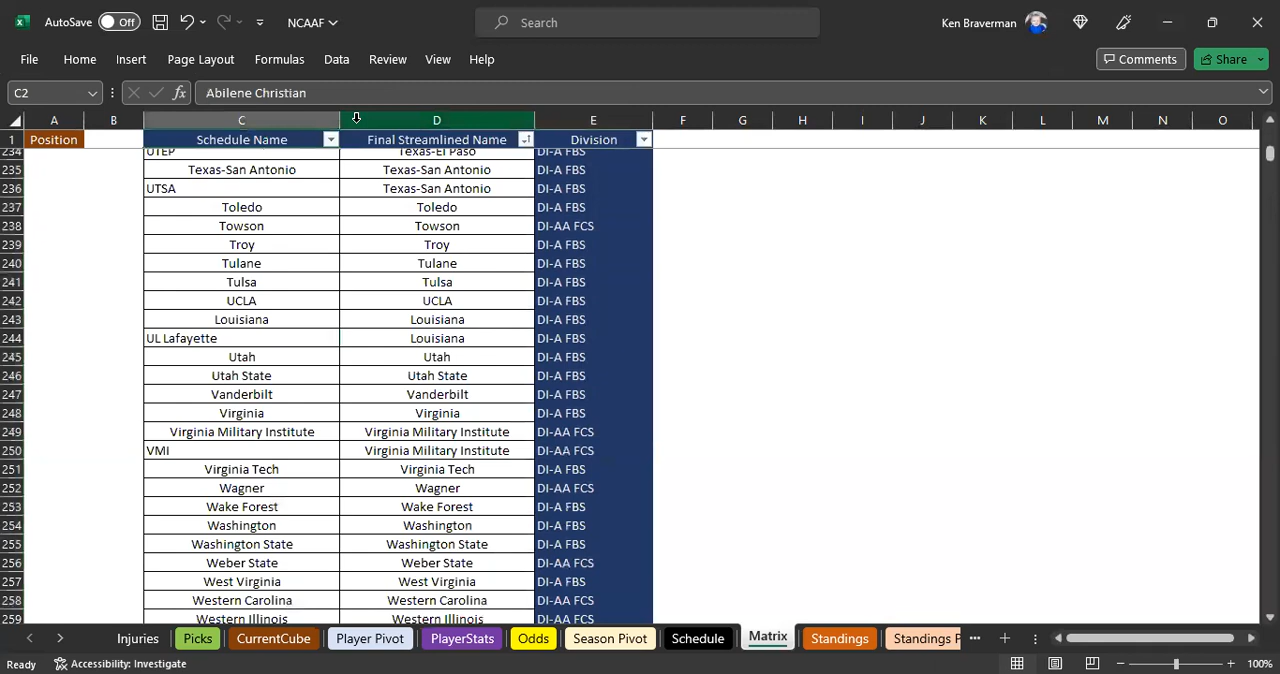 AutoSave Off NCAAF Search Ken Braverman
File Home Insert Page Layout Formulas Data Review View Help Comments Share
C2 fx Abilene Christian
A B C D E F G H I J K L M N O
1 Position Schedule Name Final Streamlined Name Division
234 UTEP Texas-El Paso DI-A FBS
235 Texas-San Antonio Texas-San Antonio DI-A FBS
236 UTSA Texas-San Antonio DI-A FBS
237 Toledo Toledo DI-A FBS
238 Towson Towson DI-AA FCS
239 Troy Troy DI-A FBS
240 Tulane Tulane DI-A FBS
241 Tulsa Tulsa DI-A FBS
242 UCLA UCLA DI-A FBS
243 Louisiana Louisiana DI-A FBS
244 UL Lafayette Louisiana DI-A FBS
245 Utah Utah DI-A FBS
246 Utah State Utah State DI-A FBS
247 Vanderbilt Vanderbilt DI-A FBS
248 Virginia Virginia DI-A FBS
249 Virginia Military Institute Virginia Military Institute DI-AA FCS
250 VMI Virginia Military Institute DI-AA FCS
251 Virginia Tech Virginia Tech DI-A FBS
252 Wagner Wagner DI-AA FCS
253 Wake Forest Wake Forest DI-A FBS
254 Washington Washington DI-A FBS
255 Washington State Washington State DI-A FBS
256 Weber State Weber State DI-AA FCS
257 West Virginia West Virginia DI-A FBS
258 Western Carolina Western Carolina DI-AA FCS
259 Western Illinois Western Illinois DI-AA FCS
Injuries Picks CurrentCube Player Pivot PlayerStats Odds Season Pivot Schedule Matrix Standings Standings P
Ready Accessibility: Investigate 100%